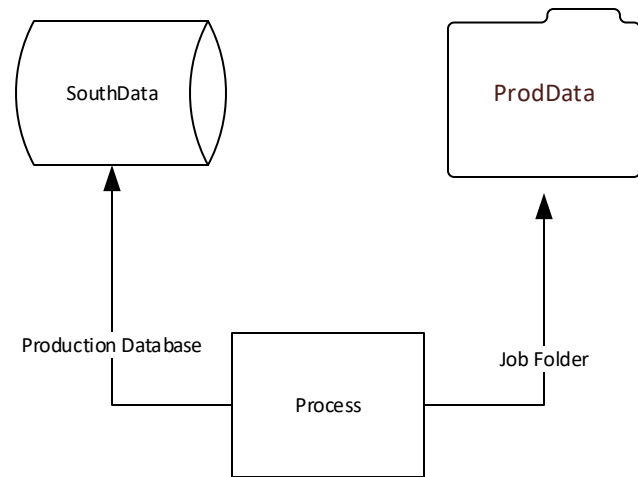 SouthData
ProdData
Production Database
Job Folder
Process